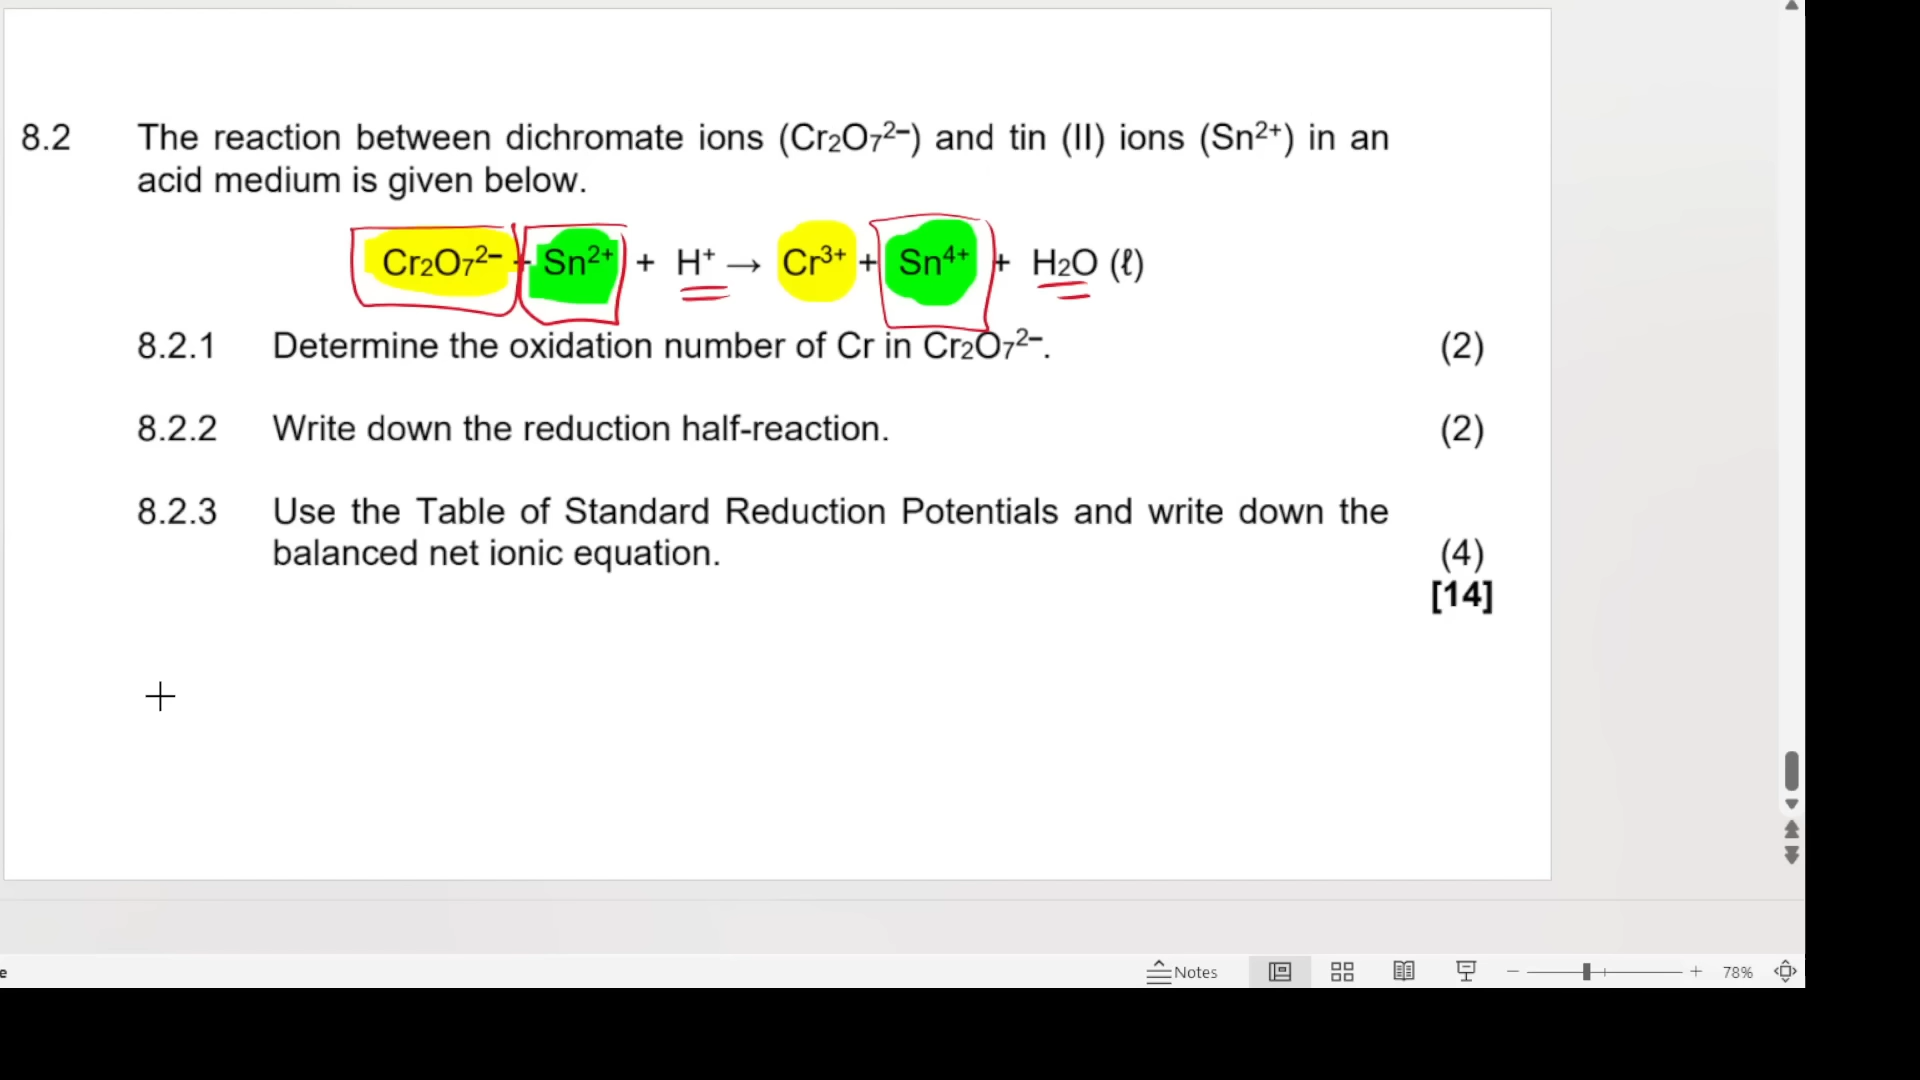 8.2 The reaction between dichromate ions (Cr₂O₇²⁻) and tin (II) ions (Sn²⁺) in an
acid medium is given below.
Cr₂O₇²⁻ + Sn²⁺ + H⁺ → Cr³⁺ + Sn⁴⁺ + H₂O (ℓ)
8.2.1 Determine the oxidation number of Cr in Cr₂O₇²⁻. (2)
8.2.2 Write down the reduction half-reaction. (2)
8.2.3 Use the Table of Standard Reduction Potentials and write down the
balanced net ionic equation. (4)
[14]
e Notes 78%